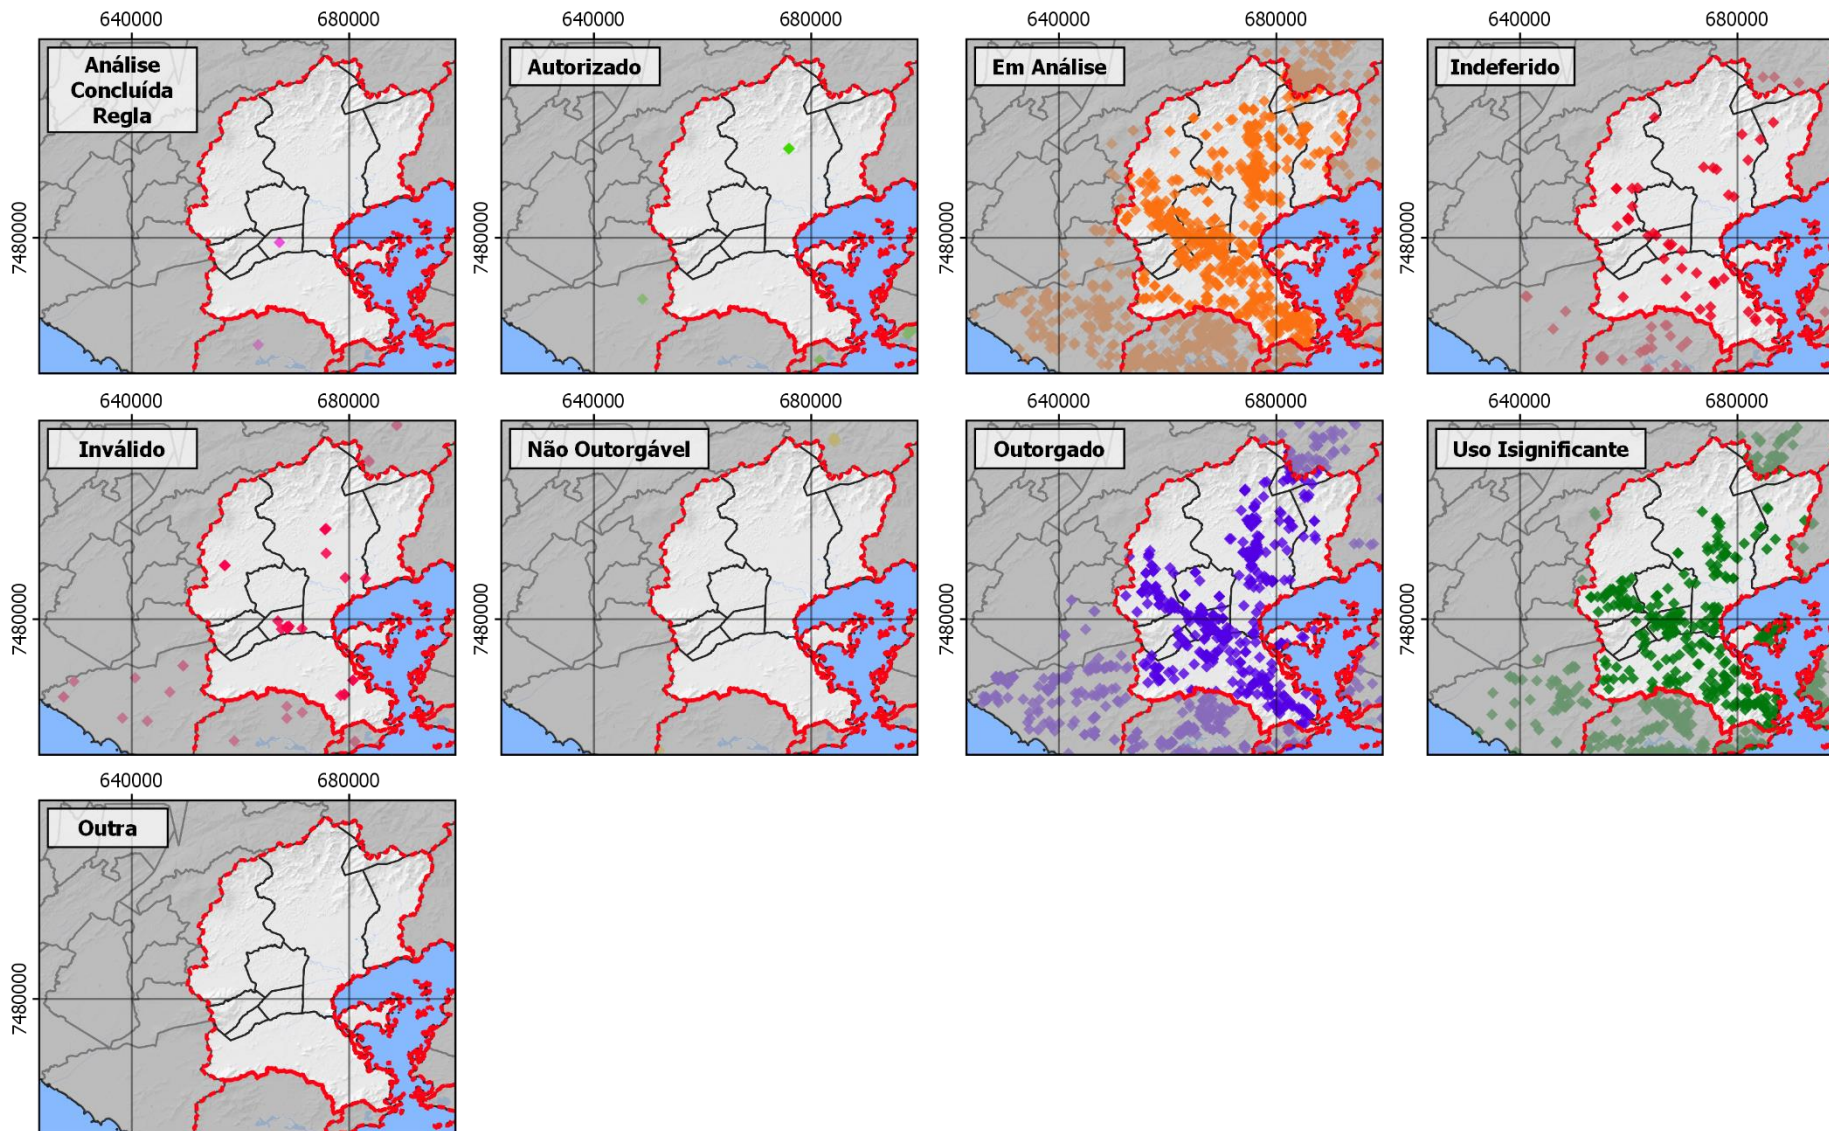 640000 680000 640000 680000 640000 680000 640000 680000
Análise
Concluída
Regla
Autorizado
Em Análise
Indeferido
7480000 7480000 7480000 7480000
640000 680000 640000 680000 640000 680000 640000 680000
Inválido
Não Outorgável
Outorgado
Uso Isignificante
7480000 7480000 7480000 7480000
640000 680000
Outra
7480000